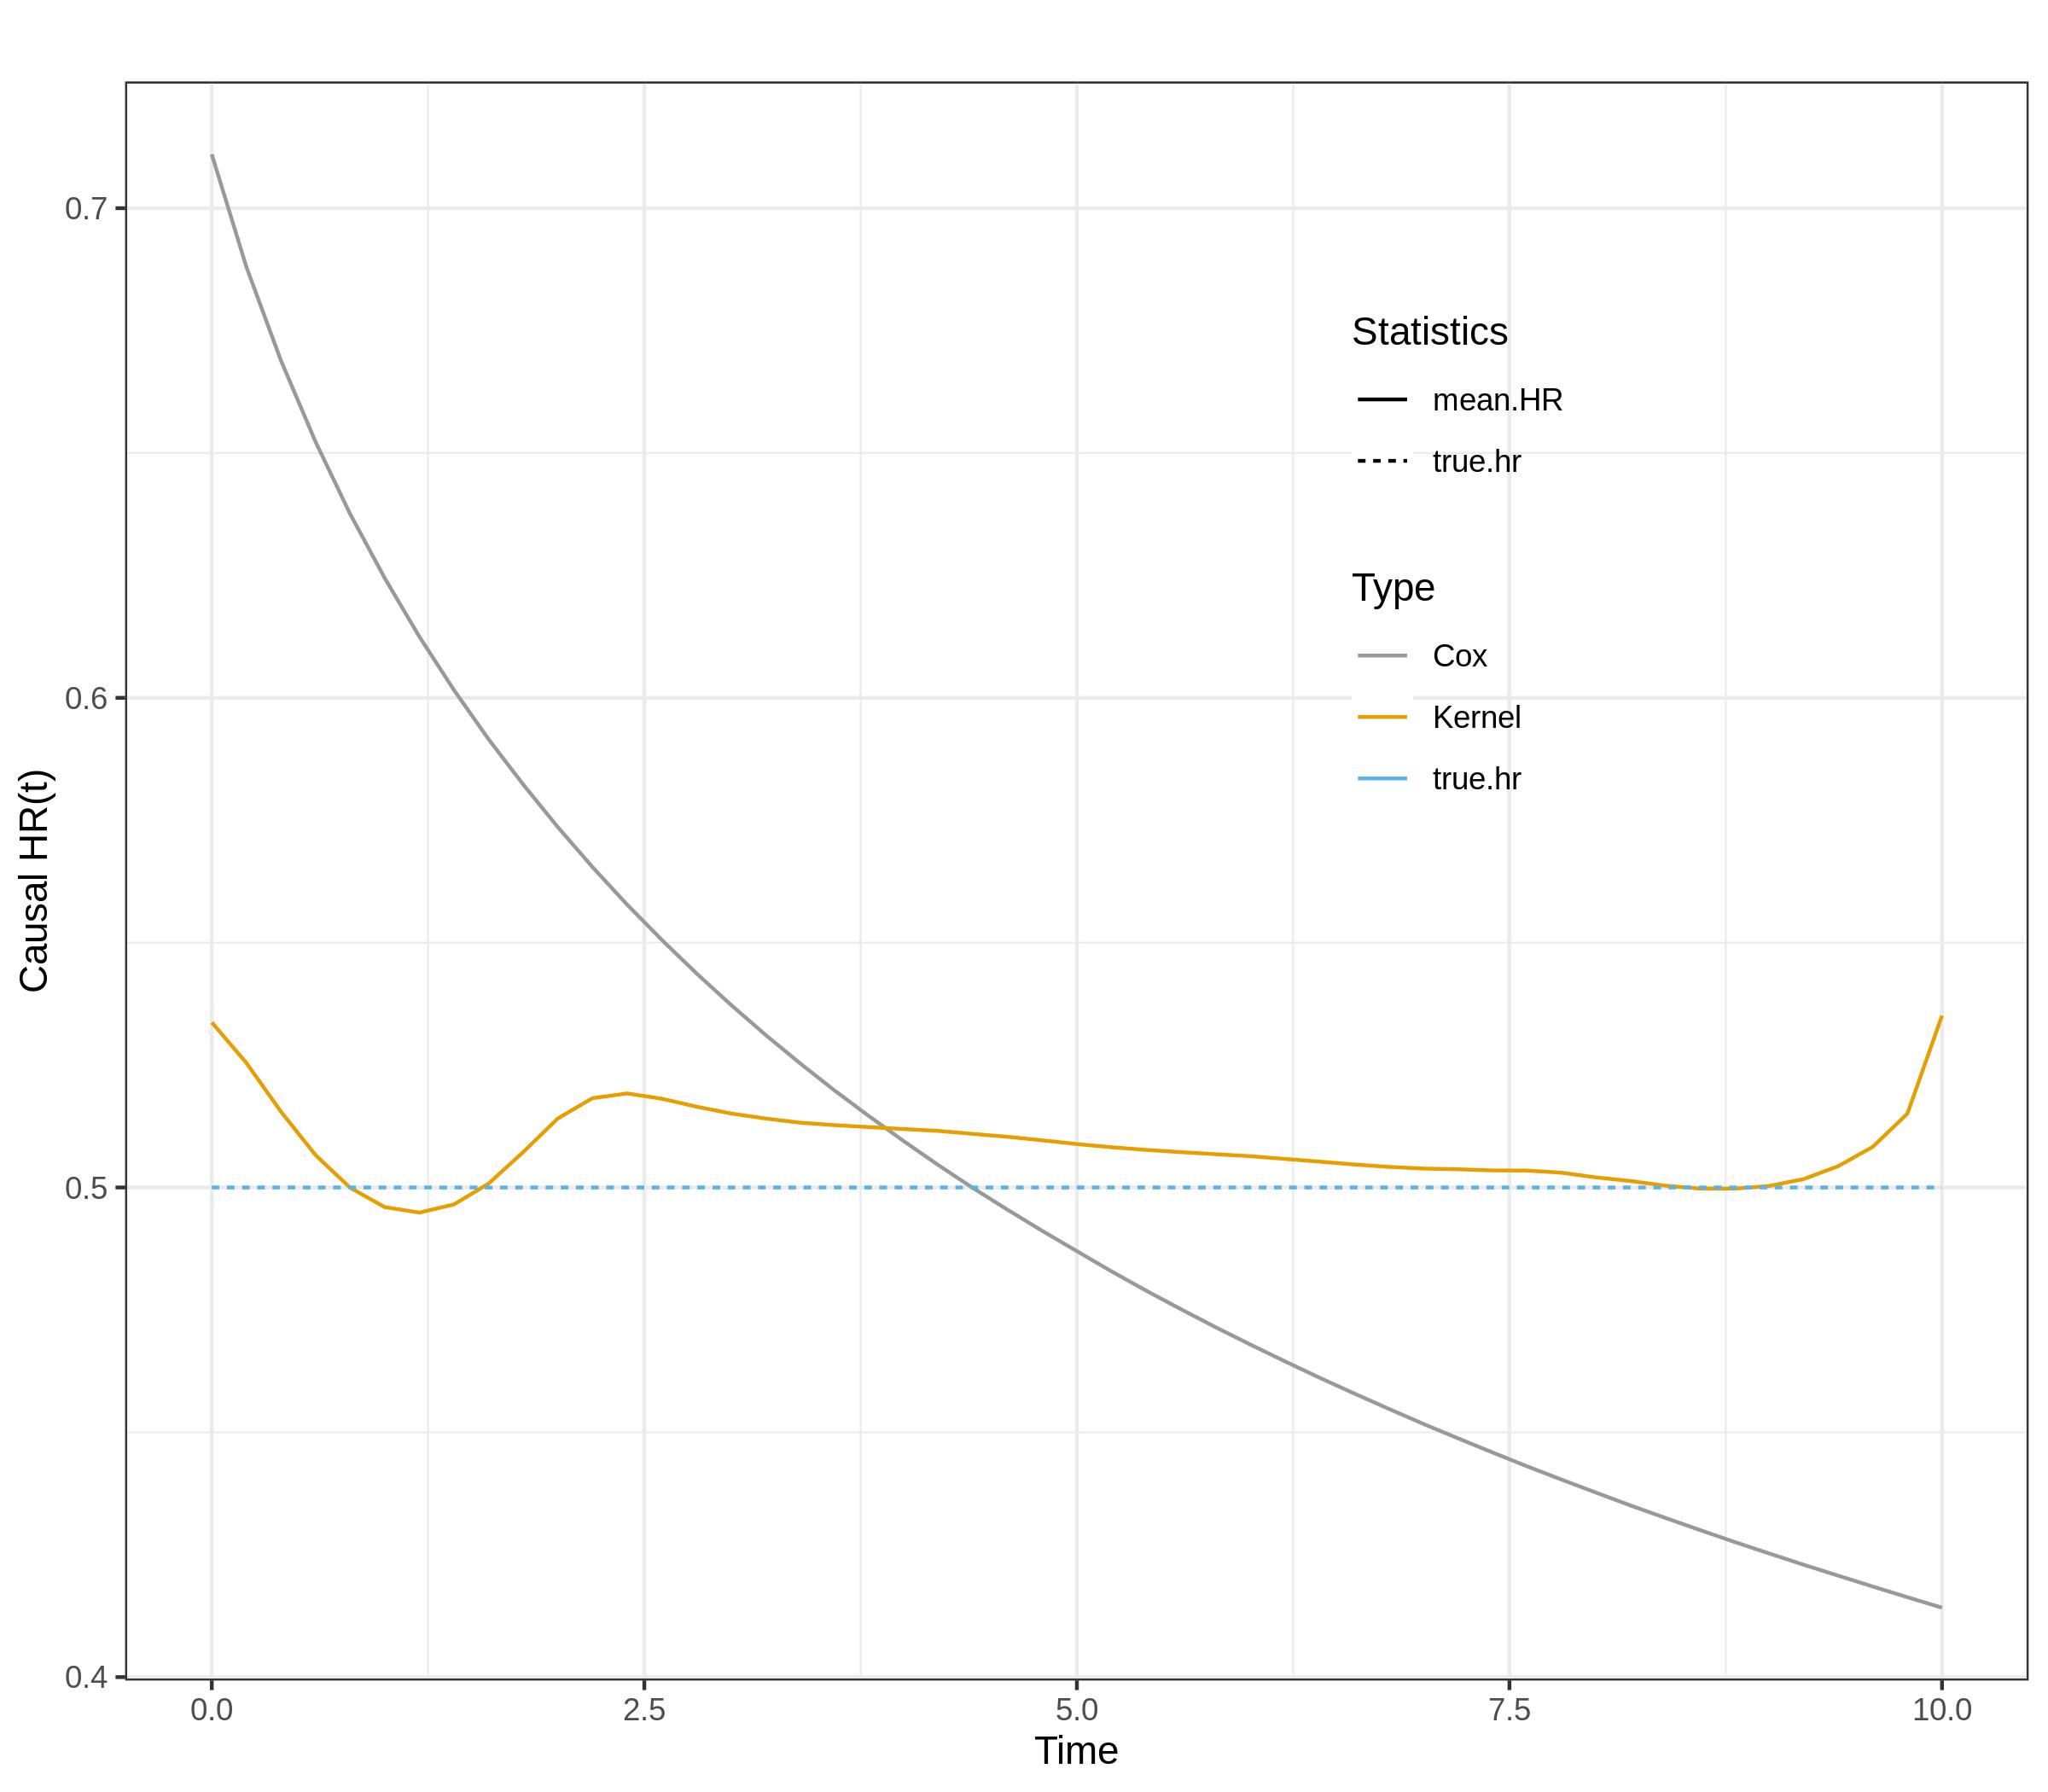 0.7
0.6
0.5
0.4
Causal HR(t)
Statistics
mean.HR
true.hr
Type
Cox
Kernel
true.hr
0.0 2.5 5.0 7.5 10.0
Time